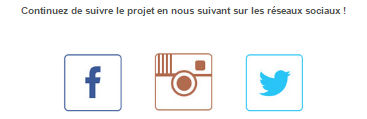 Continuez de suivre le projet en nous suivant sur les réseaux sociaux !